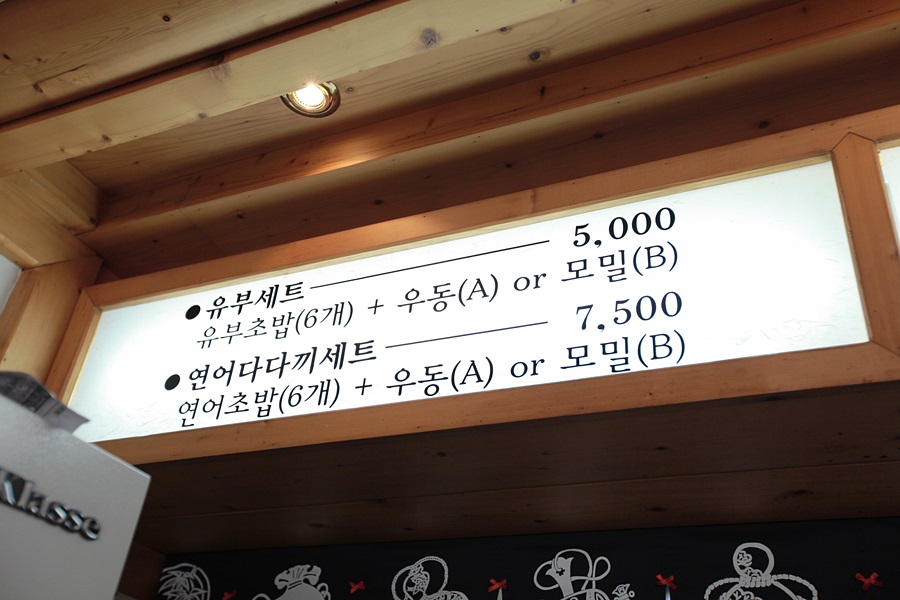 ● 유부세트 ———— 5,000
유부초밥(6개) + 우동(A) or 모밀(B)
● 연어다다끼세트 ———— 7,500
연어초밥(6개) + 우동(A) or 모밀(B)
Klasse